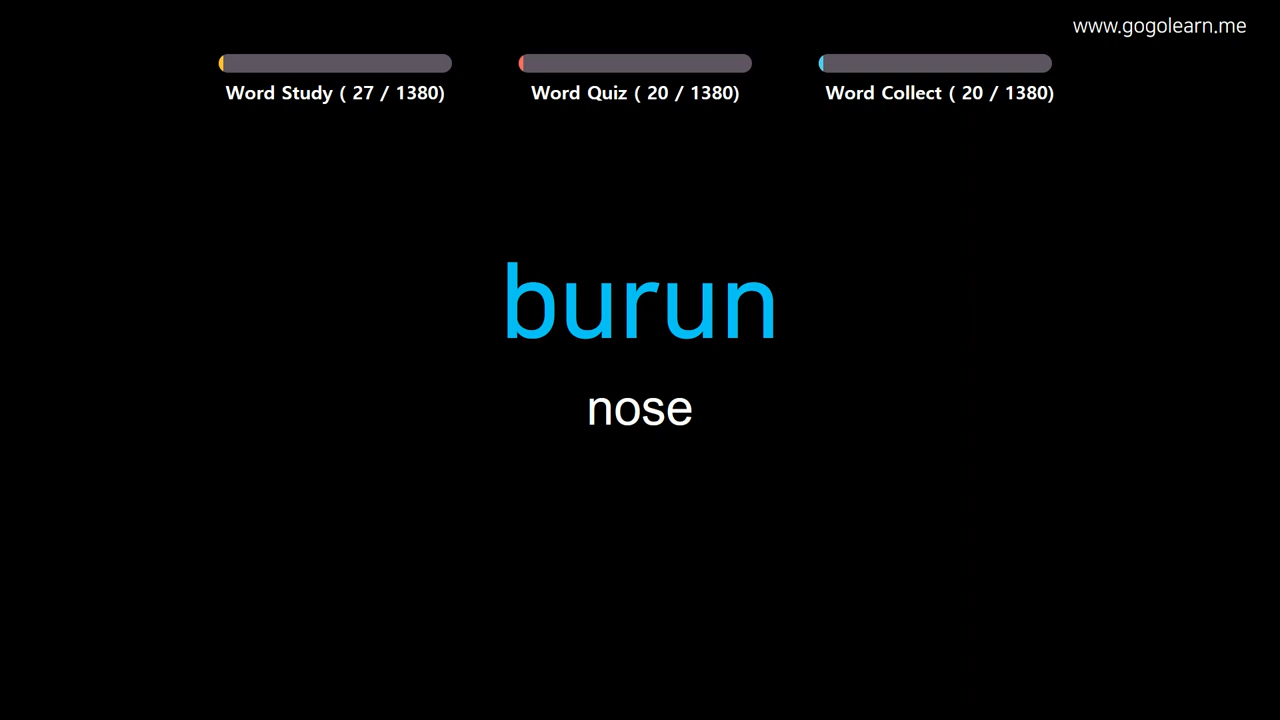 www.gogolearn.me
Word Study ( 27 / 1380)
Word Quiz ( 20 / 1380)
Word Collect ( 20 / 1380)
burun
nose